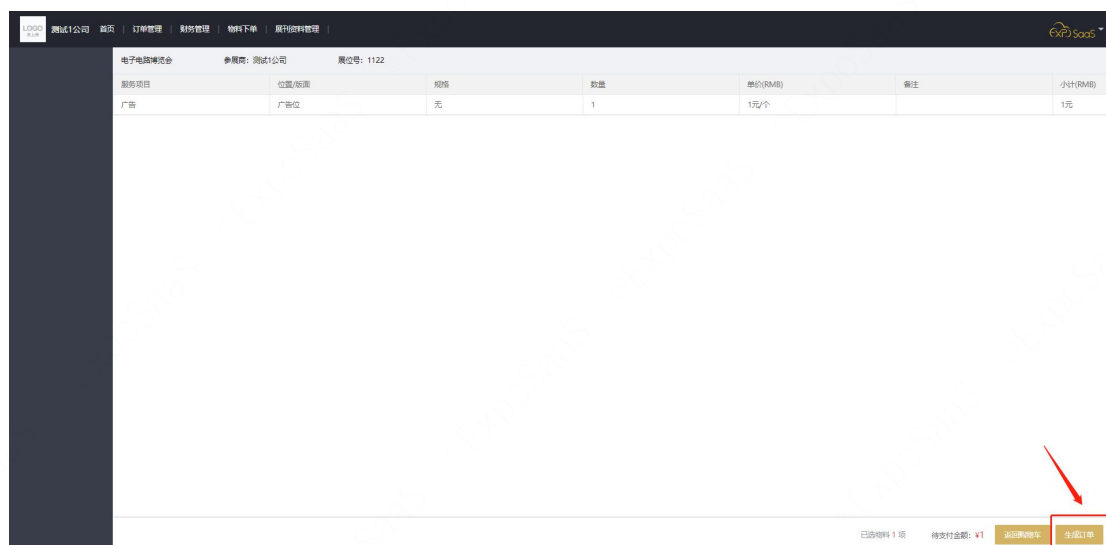 LOGO 测试1公司 首页 | 订单管理 | 财务管理 | 物料下单 | 展刊资料管理 | EXPO SaaS
电子电路博览会 参展商：测试1公司 展位号：1122
服务项目 位置/版面 规格 数量 单价(RMB) 备注 小计(RMB)
广告 广告位 无 1 1元/个 1元
已选物料 1 项 待支付金额：¥1 返回购物车 生成订单